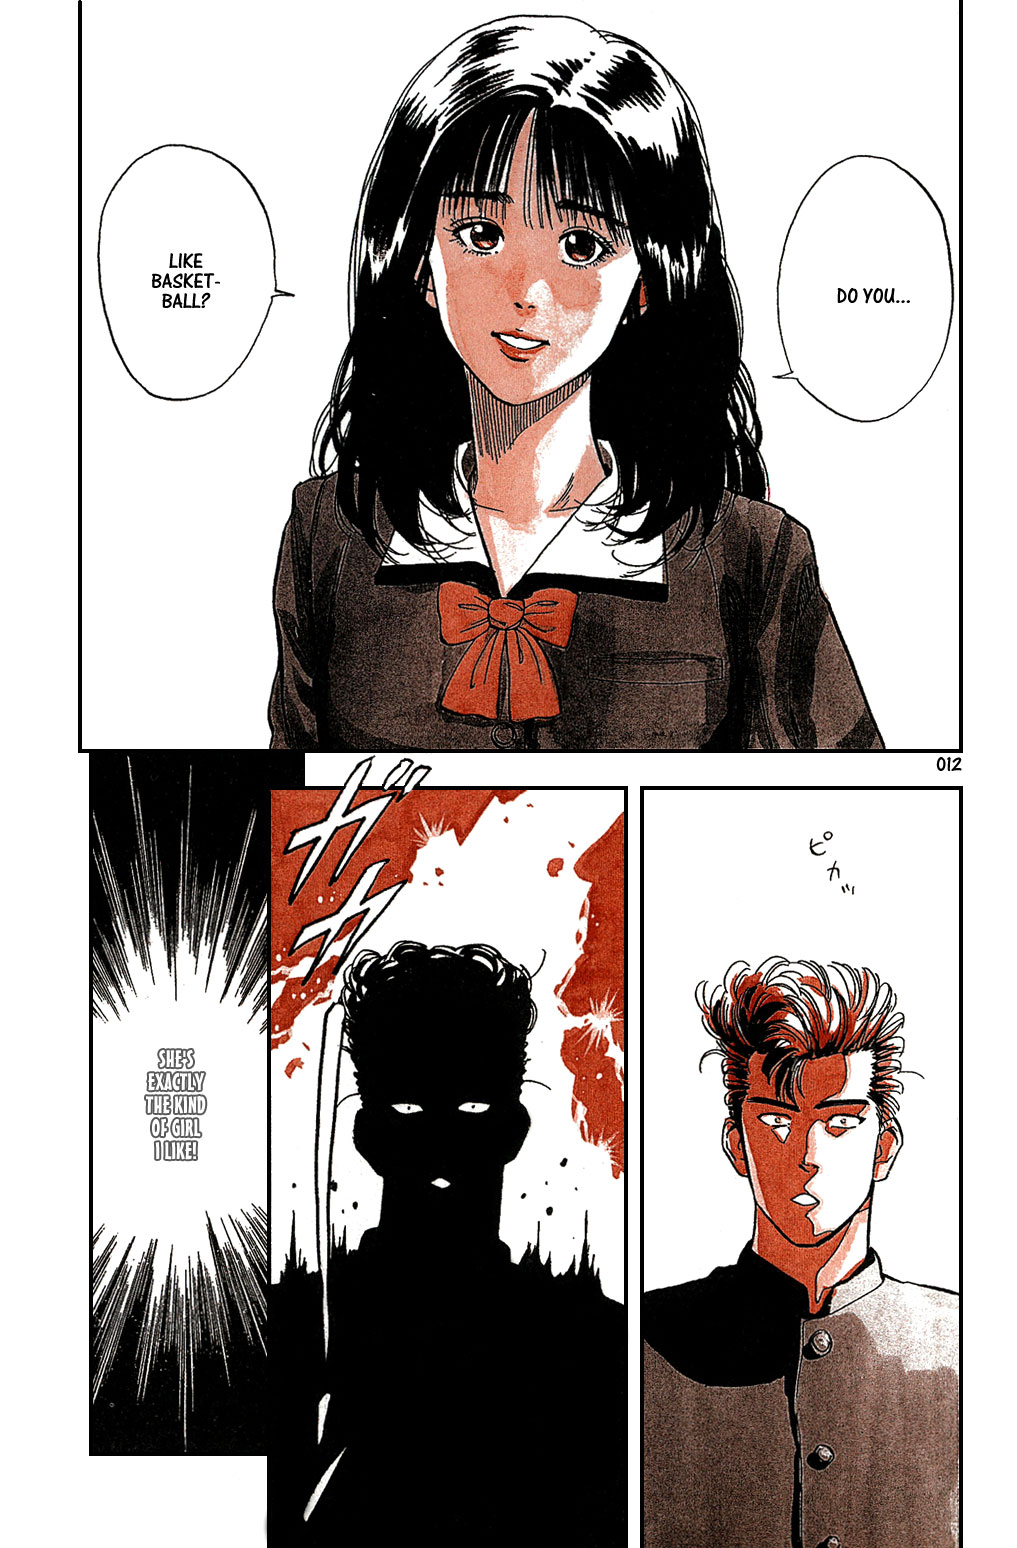 DO YOU...
LIKE
BASKET-
BALL?
012
ピカッ
ガガ
SHE'S
EXACTLY
THE KIND
OF GIRL
I LIKE!